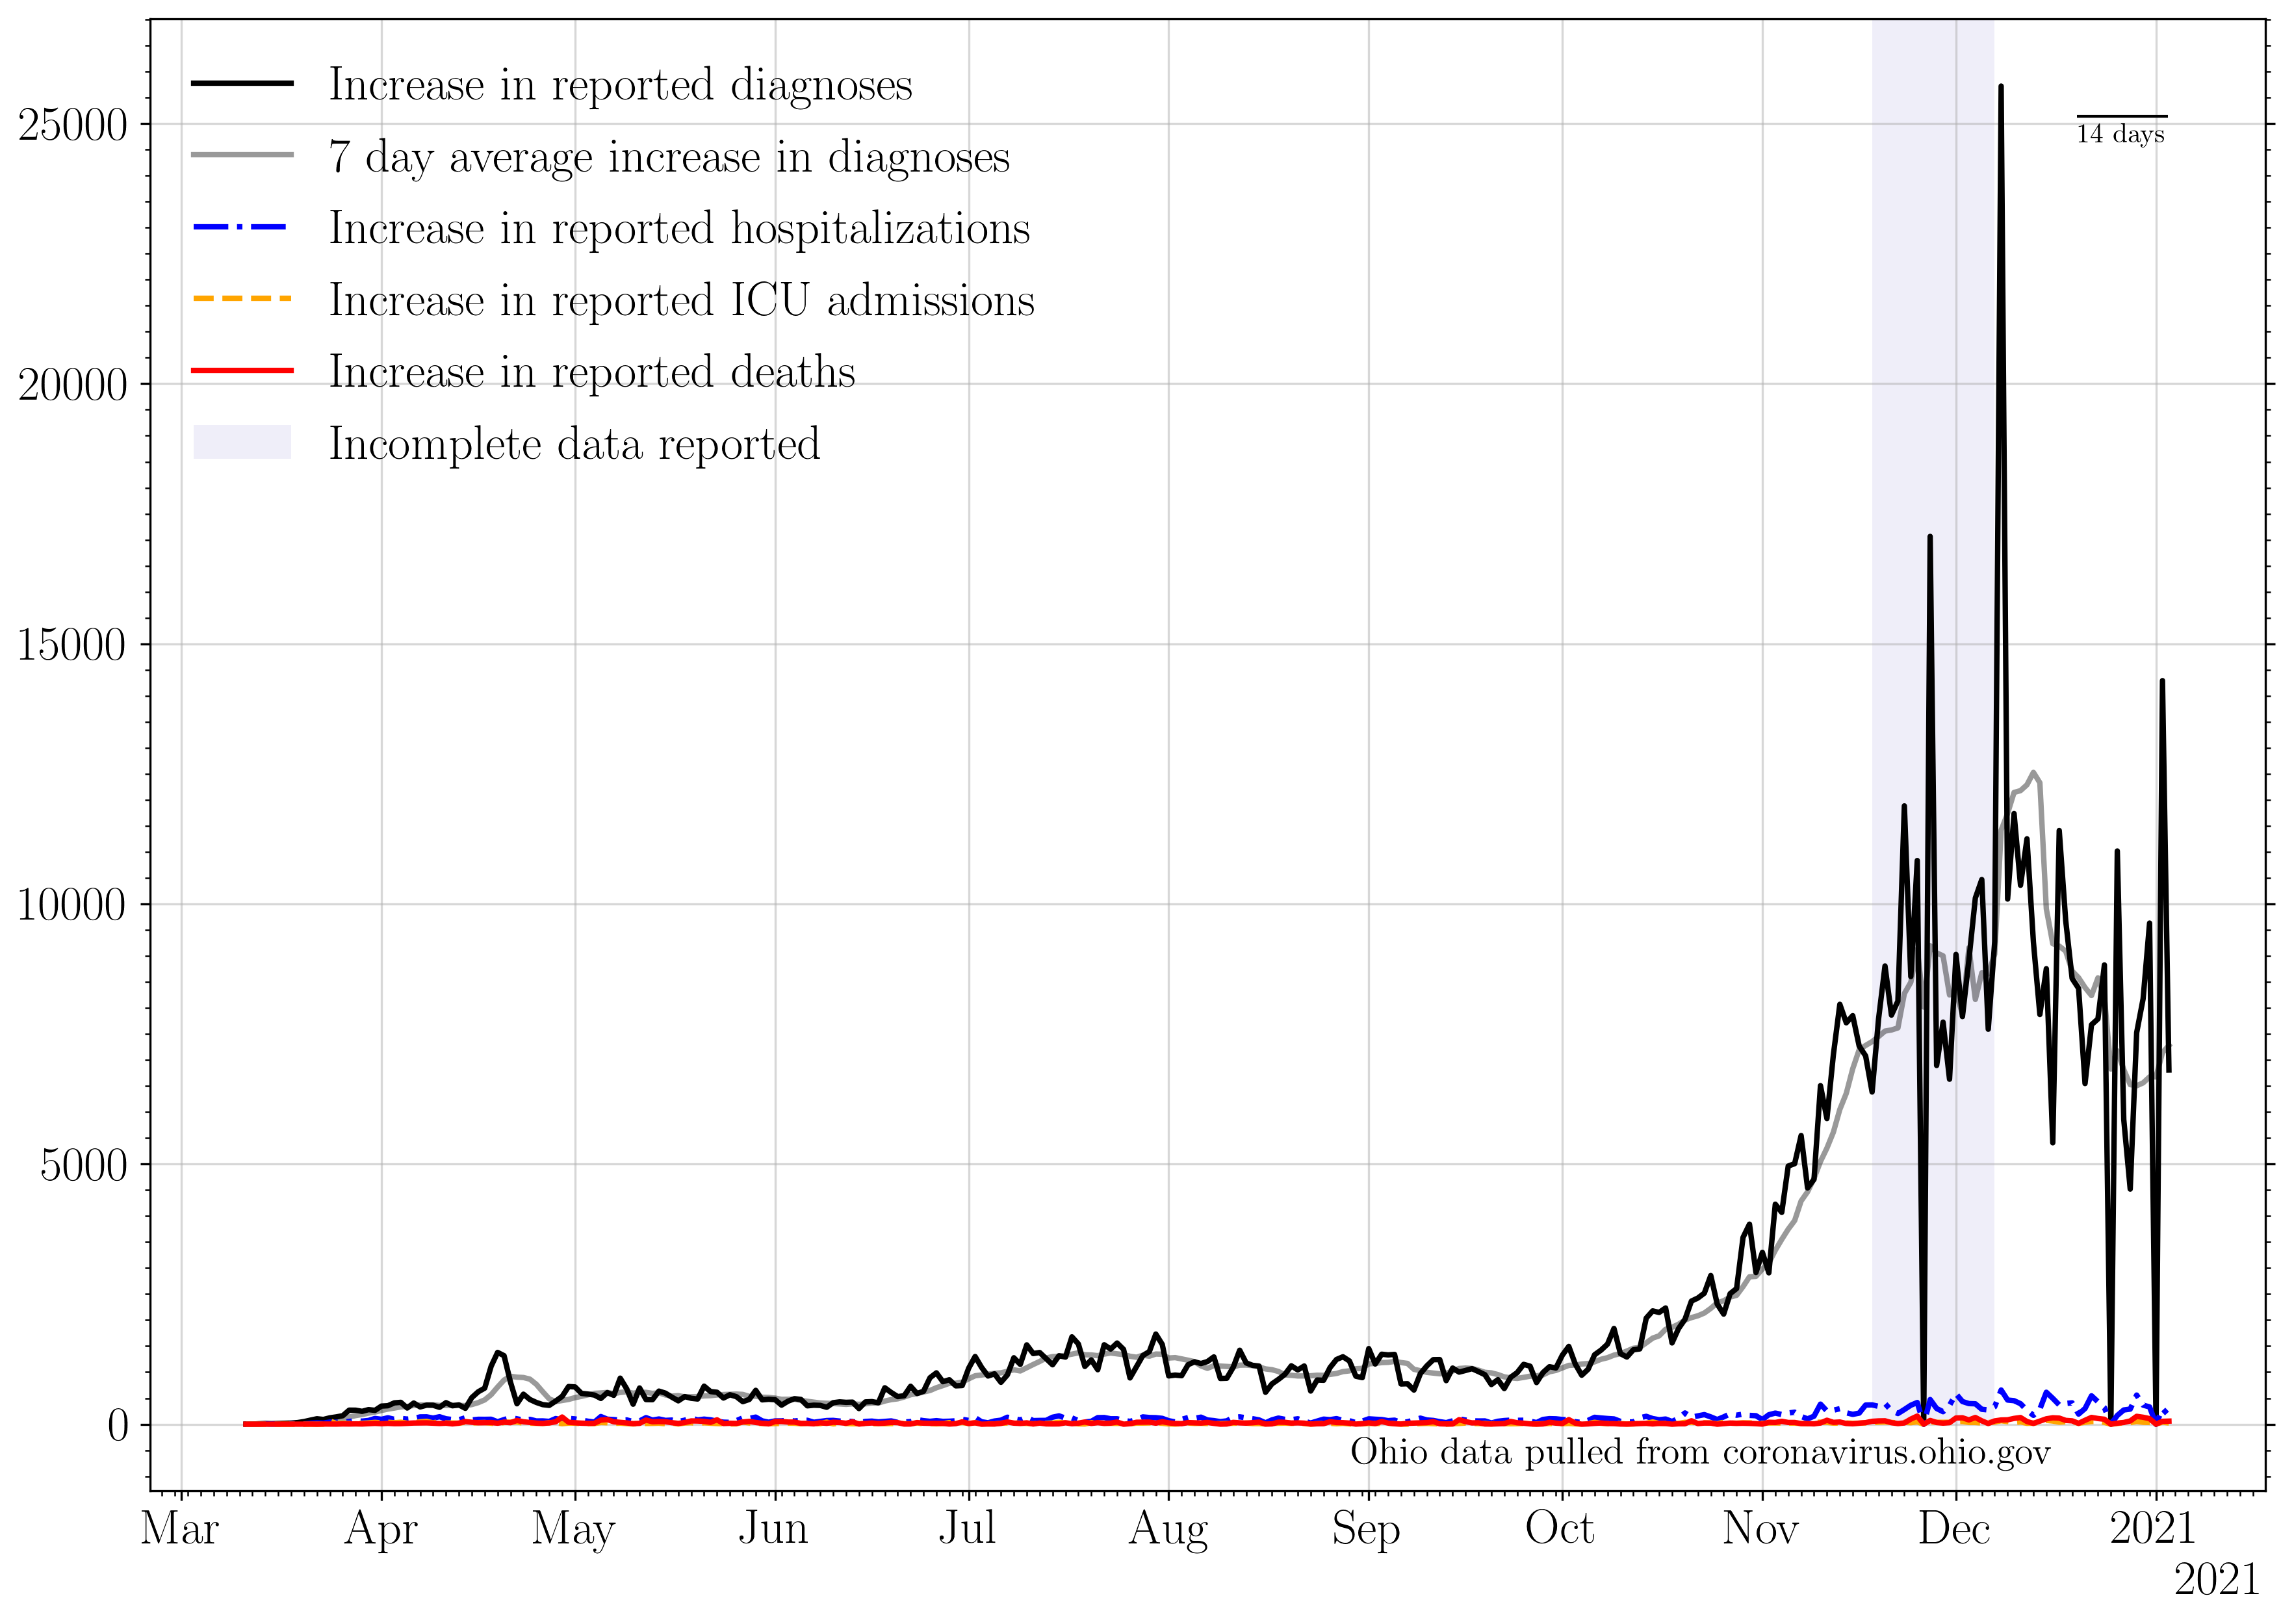 Increase in reported diagnoses
7 day average increase in diagnoses
Increase in reported hospitalizations
Increase in reported ICU admissions
Increase in reported deaths
Incomplete data reported
14 days
25000
20000
15000
10000
5000
0
Ohio data pulled from coronavirus.ohio.gov
Mar Apr May Jun Jul Aug Sep Oct Nov Dec 2021
2021